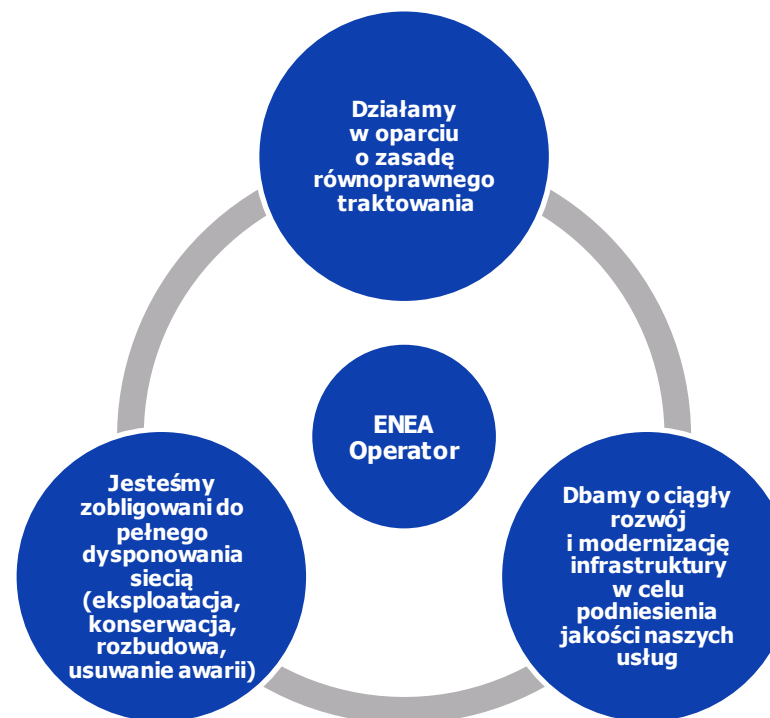 Działamy
w oparciu
o zasadę
równoprawnego
traktowania
ENEA
Operator
Jesteśmy
zobligowani do
pełnego
dysponowania
siecią
(eksploatacja,
konserwacja,
rozbudowa,
usuwanie awarii)
Dbamy o ciągły
rozwój
i modernizację
infrastruktury
w celu
podniesienia
jakości naszych
usług